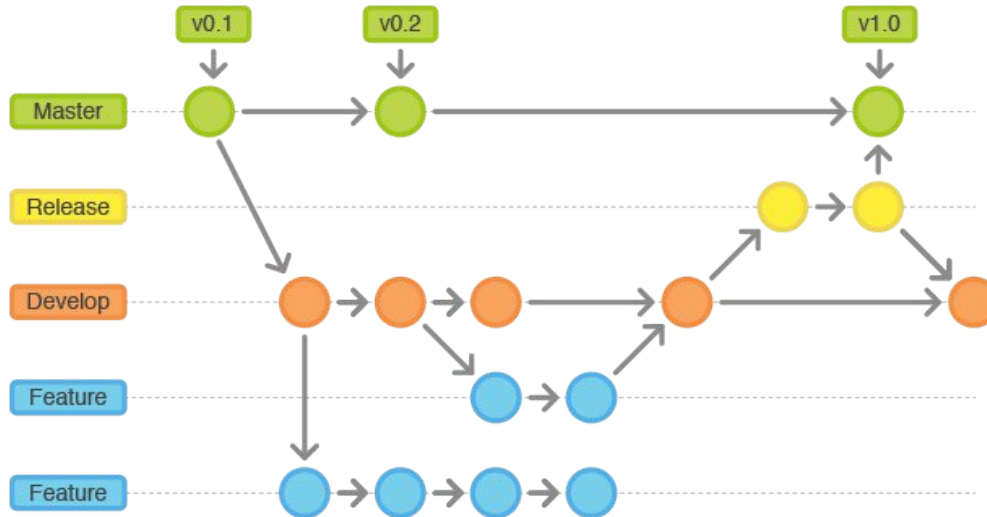 v0.1
v0.2
v1.0
Master
Release
Develop
Feature
Feature